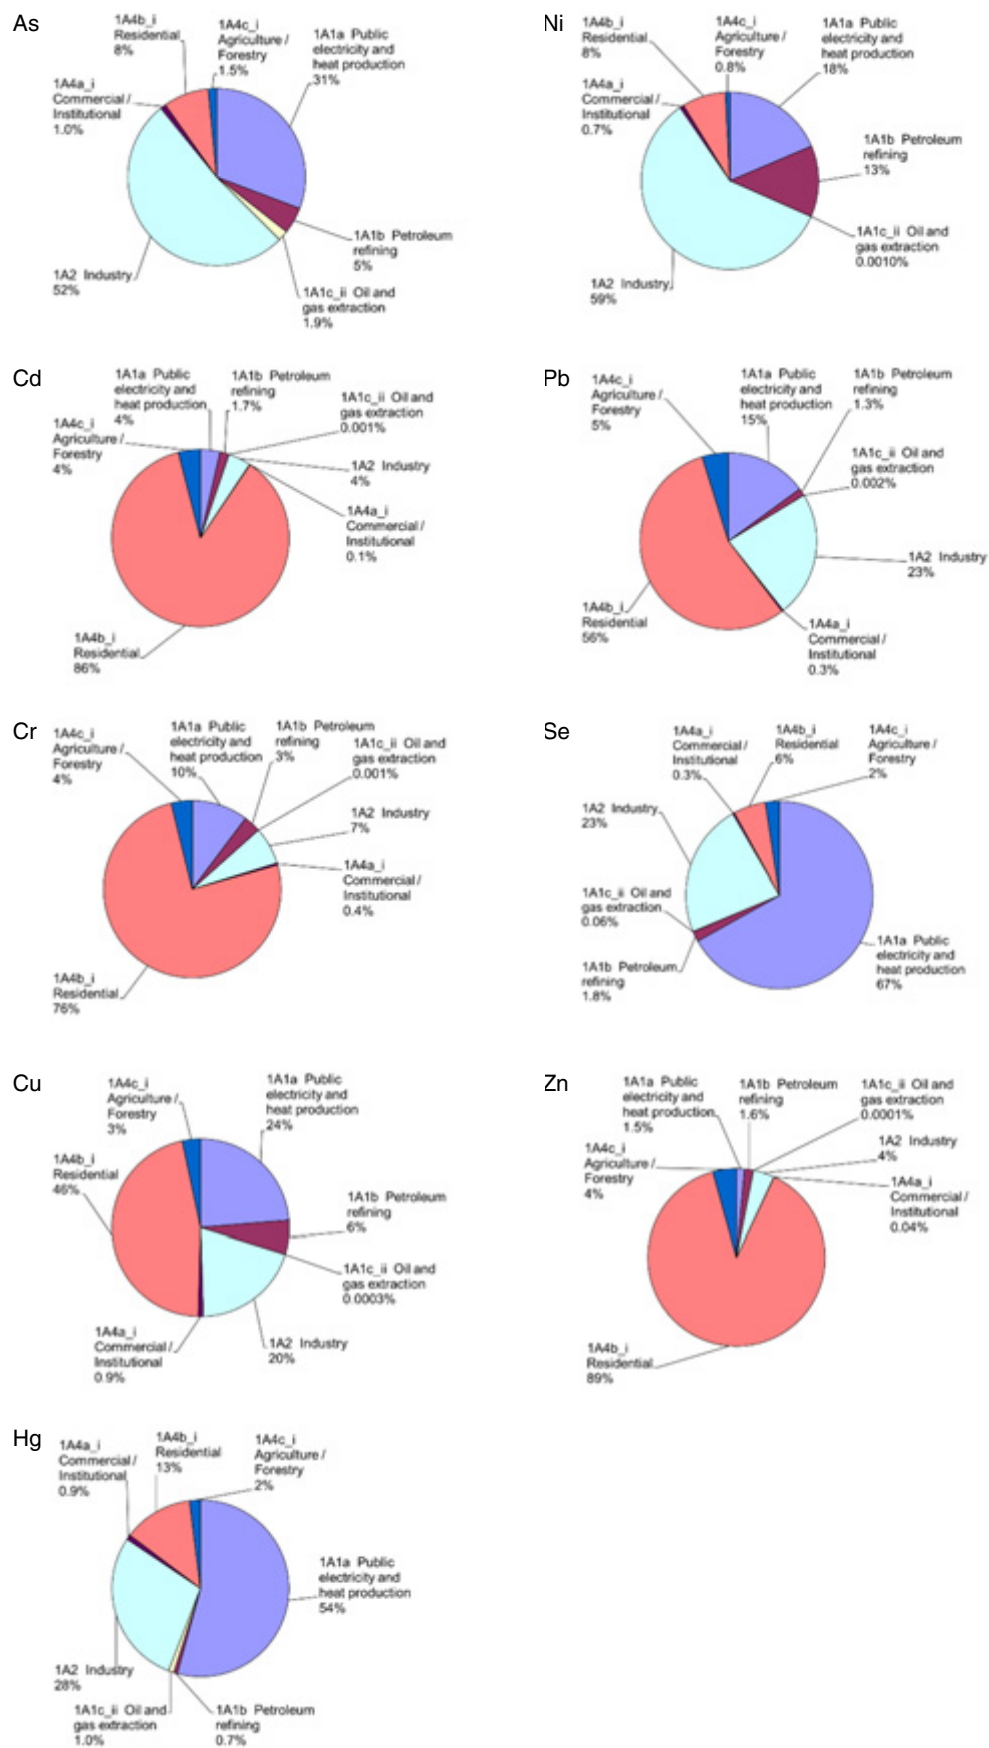 As
1A4b_i
Residential
8%
1A4c_i
Agriculture /
Forestry
1.5%
1A1a Public
electricity and
heat production
31%
1A4a_i
Commercial /
Institutional
1.0%
1A1b Petroleum
refining
5%
1A2 Industry
52%
1A1c_ii Oil and
gas extraction
1.9%
Ni
1A4b_i
Residential
8%
1A4c_i
Agriculture /
Forestry
0.8%
1A1a Public
electricity and
heat production
18%
1A4a_i
Commercial /
Institutional
0.7%
1A1b Petroleum
refining
13%
1A1c_ii Oil and
gas extraction
0.0010%
1A2 Industry
59%
Cd
1A1a Public
electricity and
heat production
4%
1A1b Petroleum
refining
1.7%
1A1c_ii Oil and
gas extraction
0.001%
1A4c_i
Agriculture /
Forestry
4%
1A2 Industry
4%
1A4a_i
Commercial /
Institutional
0.1%
1A4b_i
Residential
86%
Pb
1A4c_i
Agriculture /
Forestry
5%
1A1a Public
electricity and
heat production
15%
1A1b Petroleum
refining
1.3%
1A1c_ii Oil and
gas extraction
0.002%
1A2 Industry
23%
1A4b_i
Residential
56%
1A4a_i
Commercial /
Institutional
0.3%
Cr
1A4c_i
Agriculture /
Forestry
4%
1A1a Public
electricity and
heat production
10%
1A1b Petroleum
refining
3%
1A1c_ii Oil and
gas extraction
0.001%
1A2 Industry
7%
1A4a_i
Commercial /
Institutional
0.4%
1A4b_i
Residential
76%
Se
1A4a_i
Commercial /
Institutional
0.3%
1A4b_i
Residential
6%
1A4c_i
Agriculture /
Forestry
2%
1A2 Industry
23%
1A1c_ii Oil and
gas extraction
0.06%
1A1b Petroleum
refining
1.8%
1A1a Public
electricity and
heat production
67%
Cu
1A4c_i
Agriculture /
Forestry
3%
1A1a Public
electricity and
heat production
24%
1A4b_i
Residential
46%
1A1b Petroleum
refining
6%
1A1c_ii Oil and
gas extraction
0.0003%
1A4a_i
Commercial /
Institutional
0.9%
1A2 Industry
20%
Zn
1A1a Public
electricity and
heat production
1.5%
1A1b Petroleum
refining
1.6%
1A1c_ii Oil and
gas extraction
0.0001%
1A4c_i
Agriculture /
Forestry
4%
1A2 Industry
4%
1A4a_i
Commercial /
Institutional
0.04%
1A4b_i
Residential
89%
Hg
1A4a_i
Commercial /
Institutional
0.9%
1A4b_i
Residential
13%
1A4c_i
Agriculture /
Forestry
2%
1A1a Public
electricity and
heat production
54%
1A2 Industry
28%
1A1c_ii Oil and
gas extraction
1.0%
1A1b Petroleum
refining
0.7%